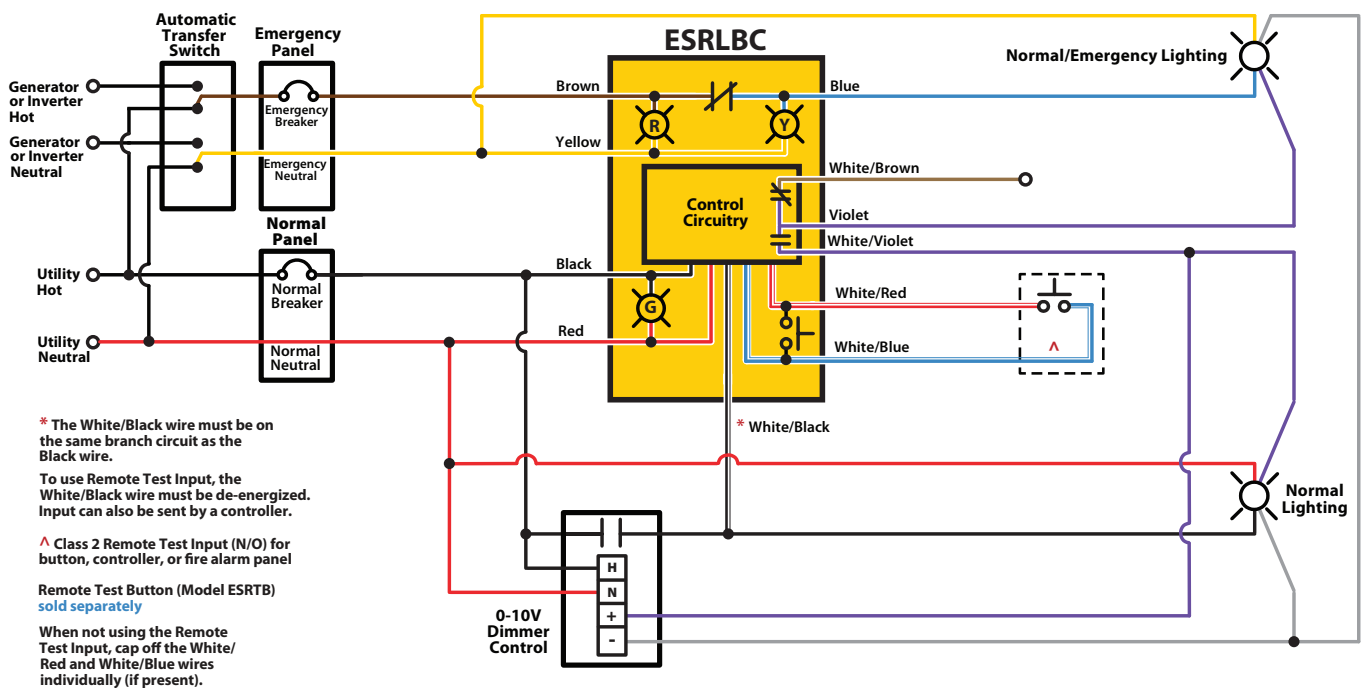 Automatic
Transfer
Switch
Emergency
Panel
ESRLBC
Normal/Emergency Lighting
Generator
or Inverter
Hot
Brown
Blue
Emergency
Breaker
R
Y
Generator
or Inverter
Neutral
Yellow
Emergency
Neutral
White/Brown
Control
Circuitry
Violet
White/Violet
Normal
Panel
Utility
Hot
Black
Normal
Breaker
G
White/Red
Red
Utility
Neutral
Normal
Neutral
White/Blue
^
* The White/Black wire must be on
the same branch circuit as the
Black wire.
* White/Black
To use Remote Test Input, the
White/Black wire must be de-energized.
Input can also be sent by a controller.
Normal
Lighting
^ Class 2 Remote Test Input (N/O) for
button, controller, or fire alarm panel
Remote Test Button (Model ESRTB)
sold separately
When not using the Remote
Test Input, cap off the White/
Red and White/Blue wires
individually (if present).
0-10V
Dimmer
Control
H
N
+
-